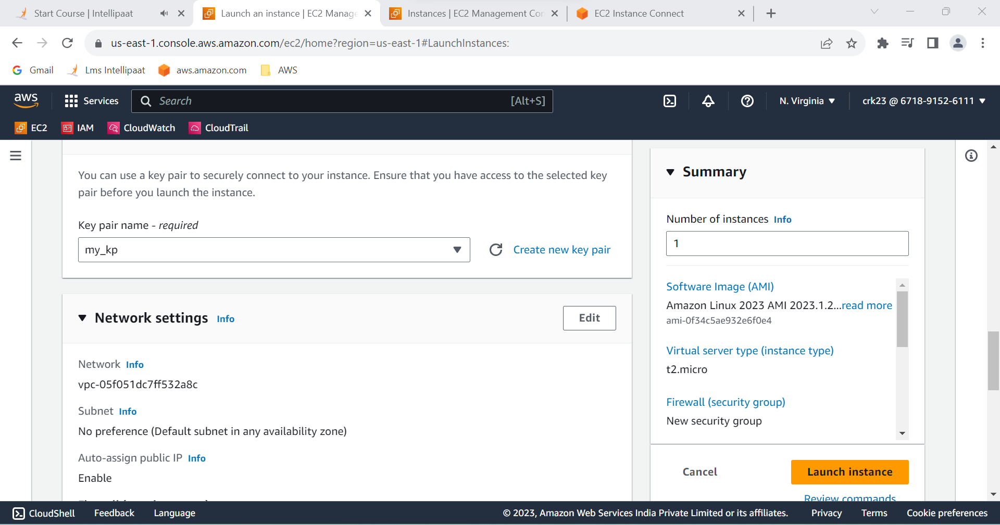 Start Course | Intellipaat
Launch an instance | EC2 Manage
Instances | EC2 Management Con
EC2 Instance Connect
us-east-1.console.aws.amazon.com/ec2/home?region=us-east-1#LaunchInstances:
Gmail
Lms Intellipaat
aws.amazon.com
AWS
aws
Services
Search
[Alt+S]
N. Virginia
crk23 @ 6718-9152-6111
EC2
IAM
CloudWatch
CloudTrail
You can use a key pair to securely connect to your instance. Ensure that you have access to the selected key
pair before you launch the instance.
Key pair name - required
my_kp
Create new key pair
Network settings Info
Edit
Network Info
vpc-05f051dc7ff532a8c
Subnet Info
No preference (Default subnet in any availability zone)
Auto-assign public IP Info
Enable
Summary
Number of instances Info
1
Software Image (AMI)
Amazon Linux 2023 AMI 2023.1.2...read more
ami-0f34c5ae932e6f0e4
Virtual server type (instance type)
t2.micro
Firewall (security group)
New security group
Cancel
Launch instance
Review commands
CloudShell
Feedback
Language
© 2023, Amazon Web Services India Private Limited or its affiliates.
Privacy
Terms
Cookie preferences